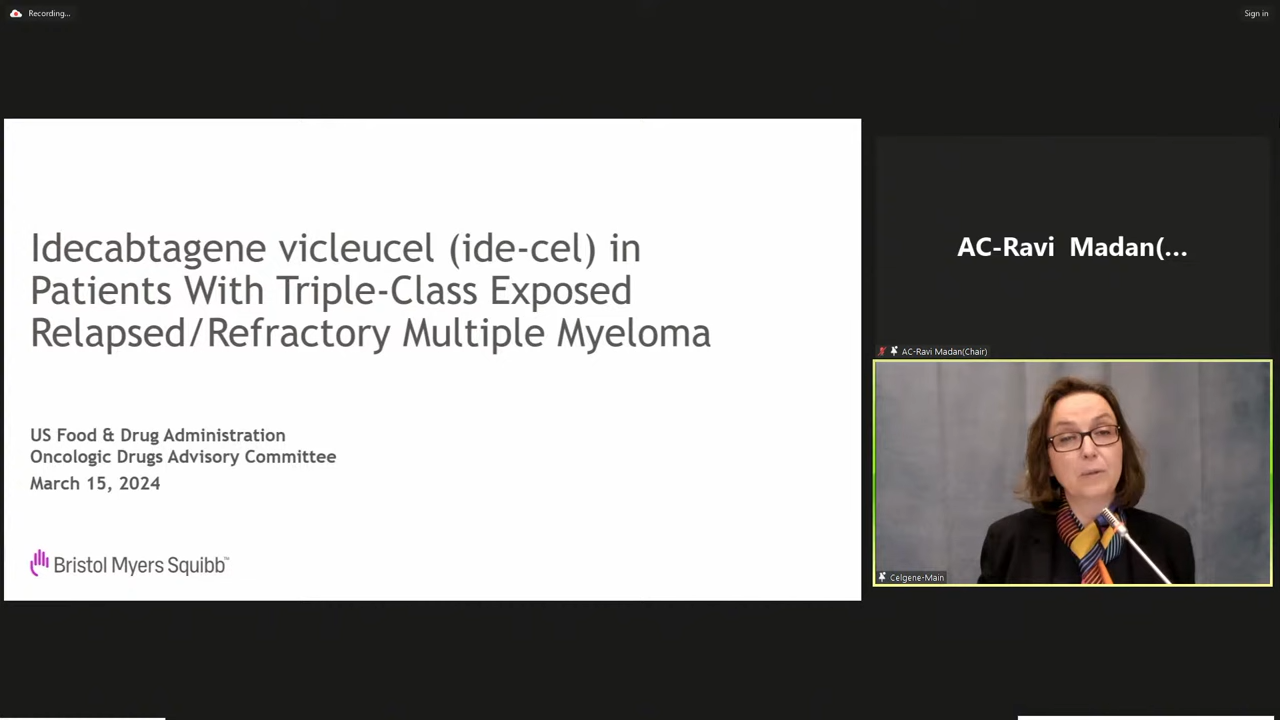 Recording...
Sign in
Idecabtagene vicleucel (ide-cel) in
Patients With Triple-Class Exposed
Relapsed/Refractory Multiple Myeloma
US Food & Drug Administration
Oncologic Drugs Advisory Committee
March 15, 2024
Bristol Myers Squibb™
AC-Ravi Madan(...
AC-Ravi Madan(Chair)
Celgene-Main